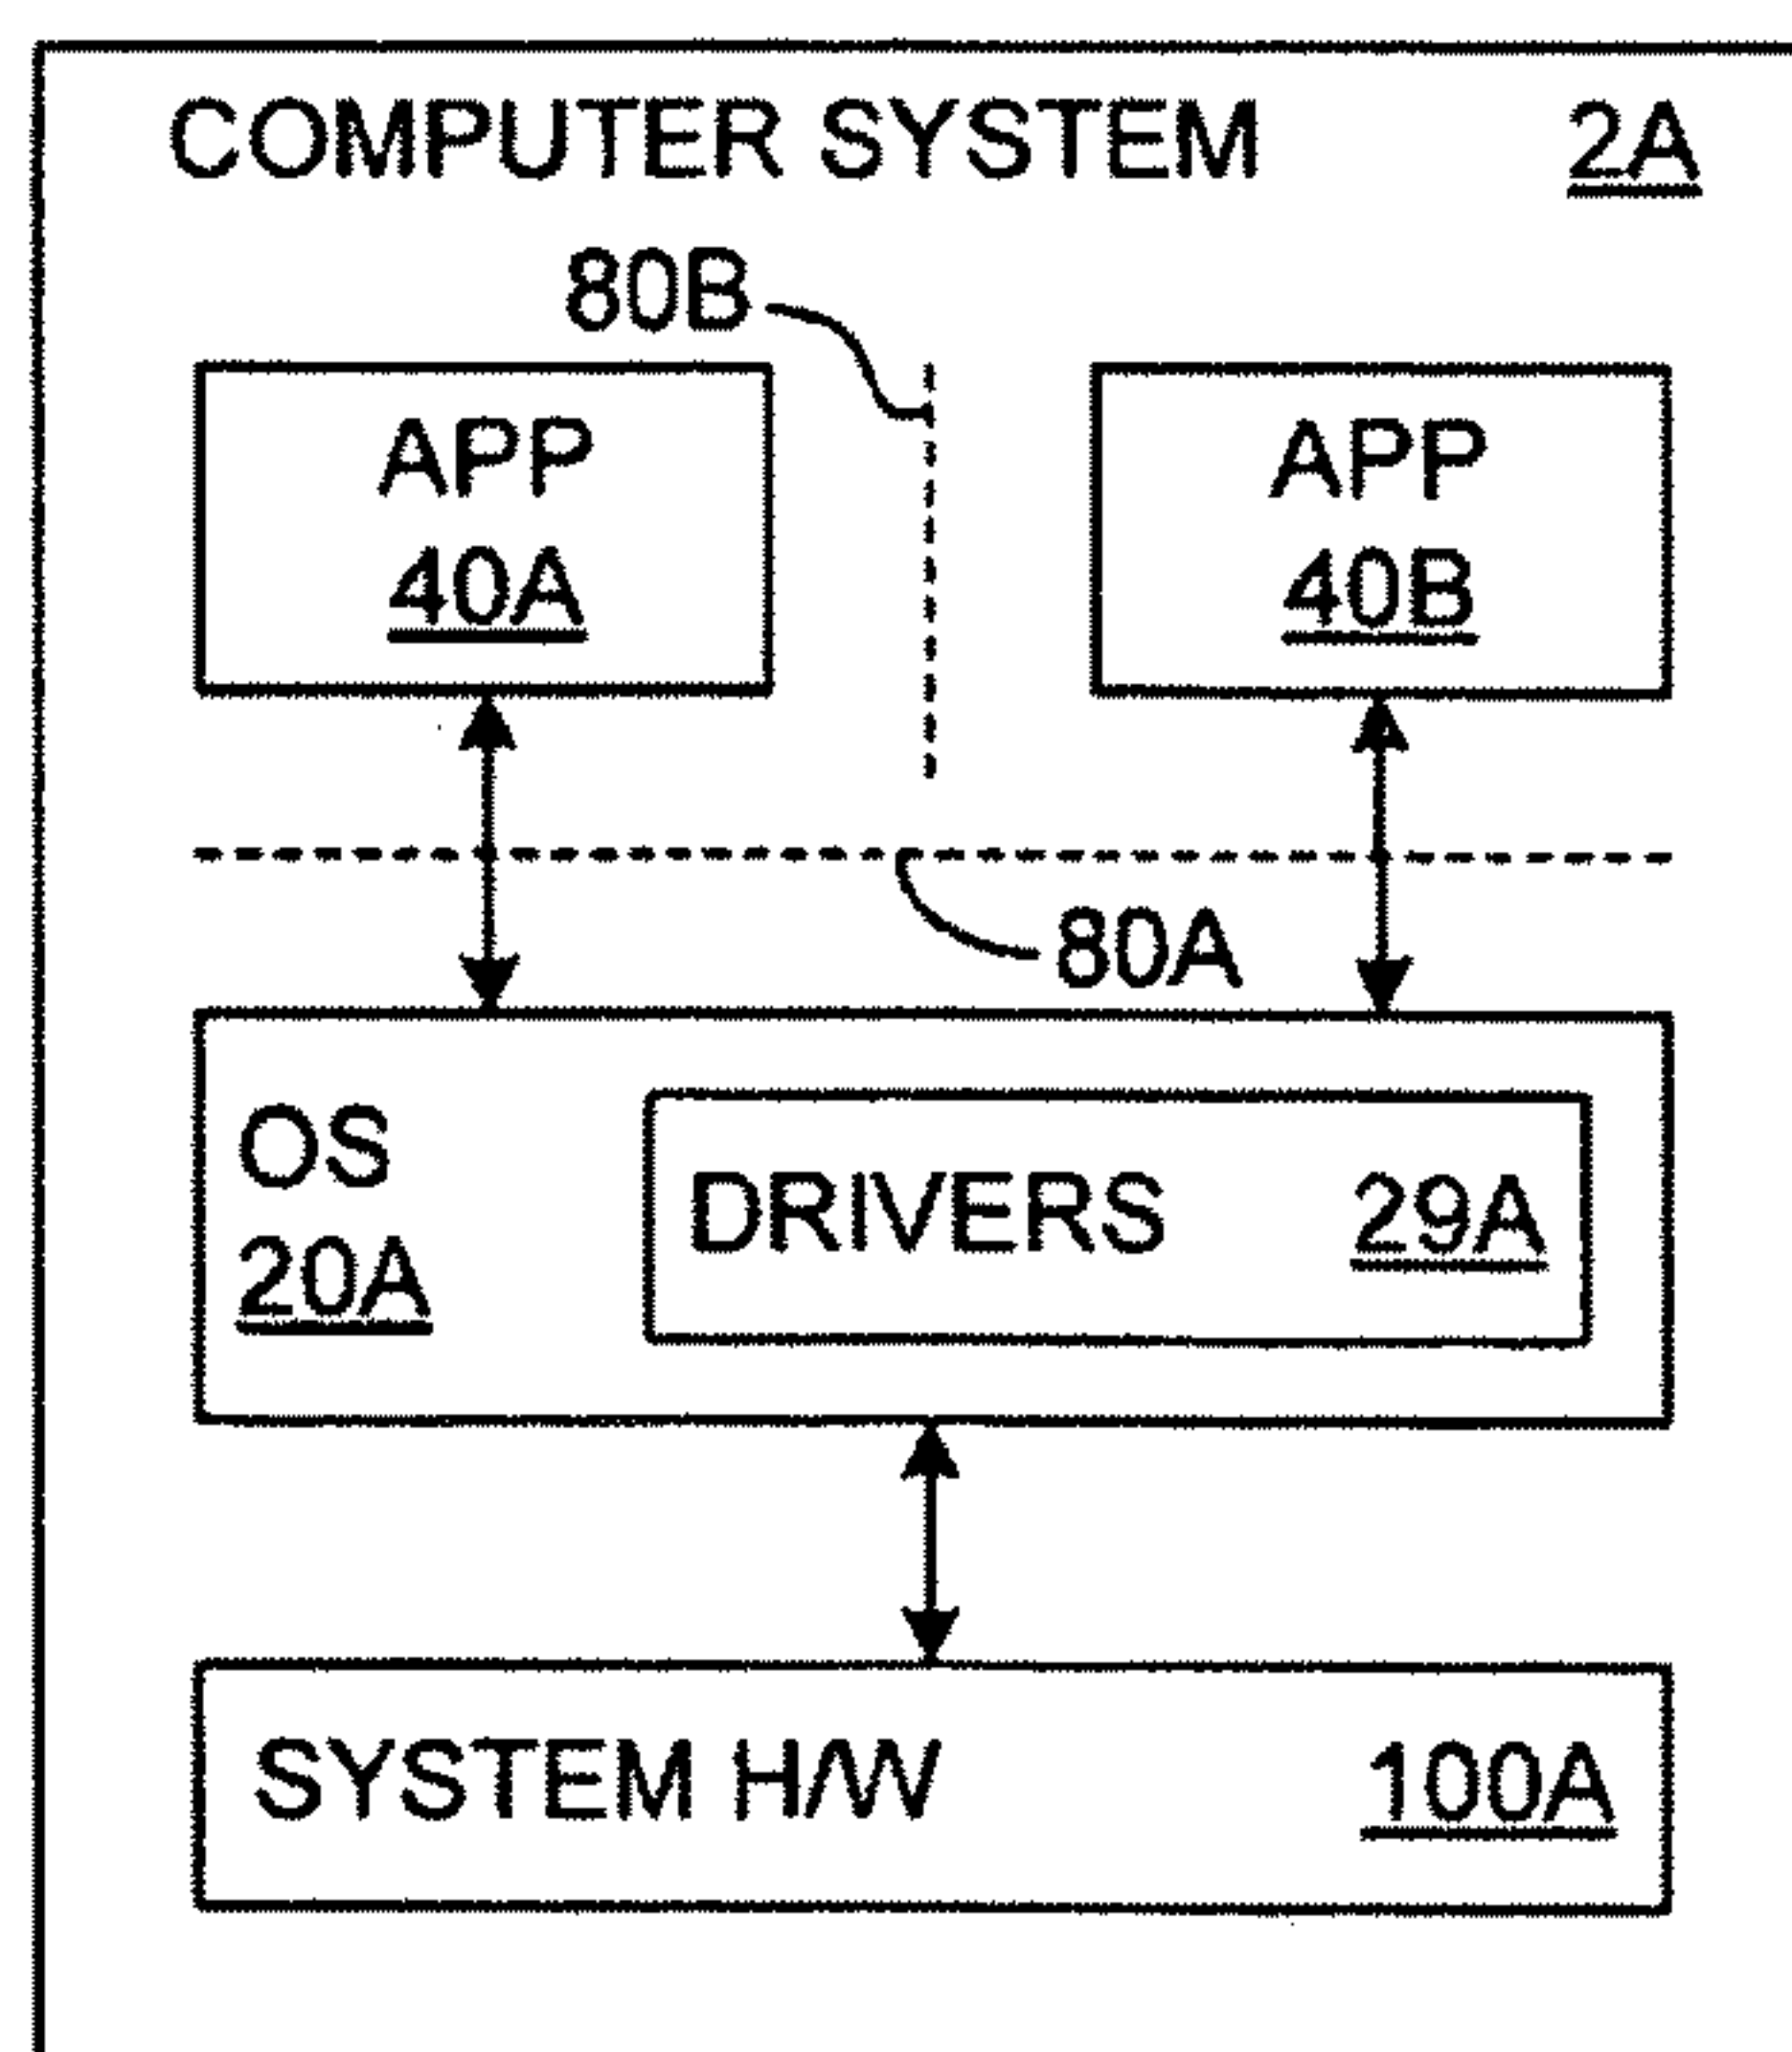 COMPUTER SYSTEM 2A
80B
APP
40A
APP
40B
80A
OS
20A
DRIVERS 29A
SYSTEM H/W 100A